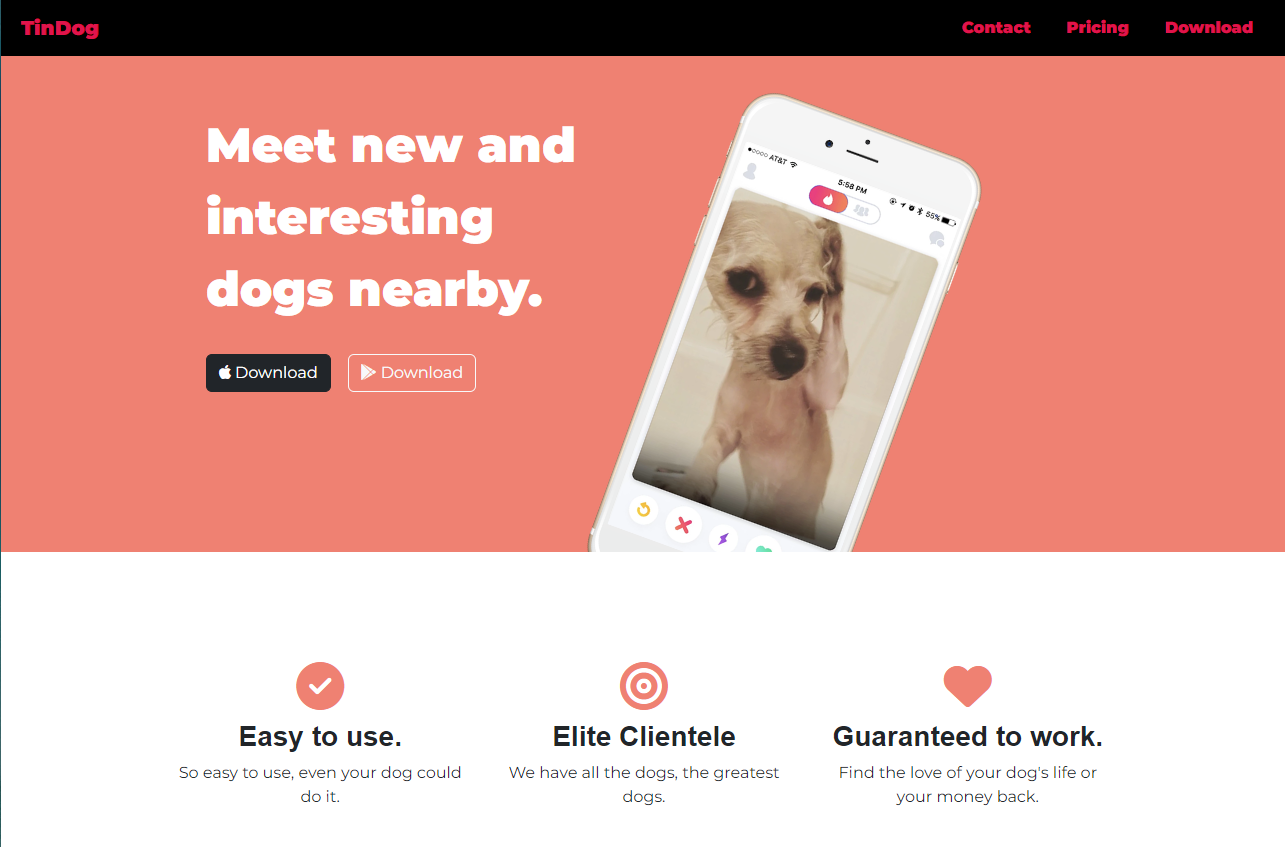 TinDog
Contact Pricing Download
Meet new and
interesting
dogs nearby.
Download Download
AT&T 5:58 PM 55%
Easy to use.
So easy to use, even your dog could
do it.
Elite Clientele
We have all the dogs, the greatest
dogs.
Guaranteed to work.
Find the love of your dog's life or
your money back.